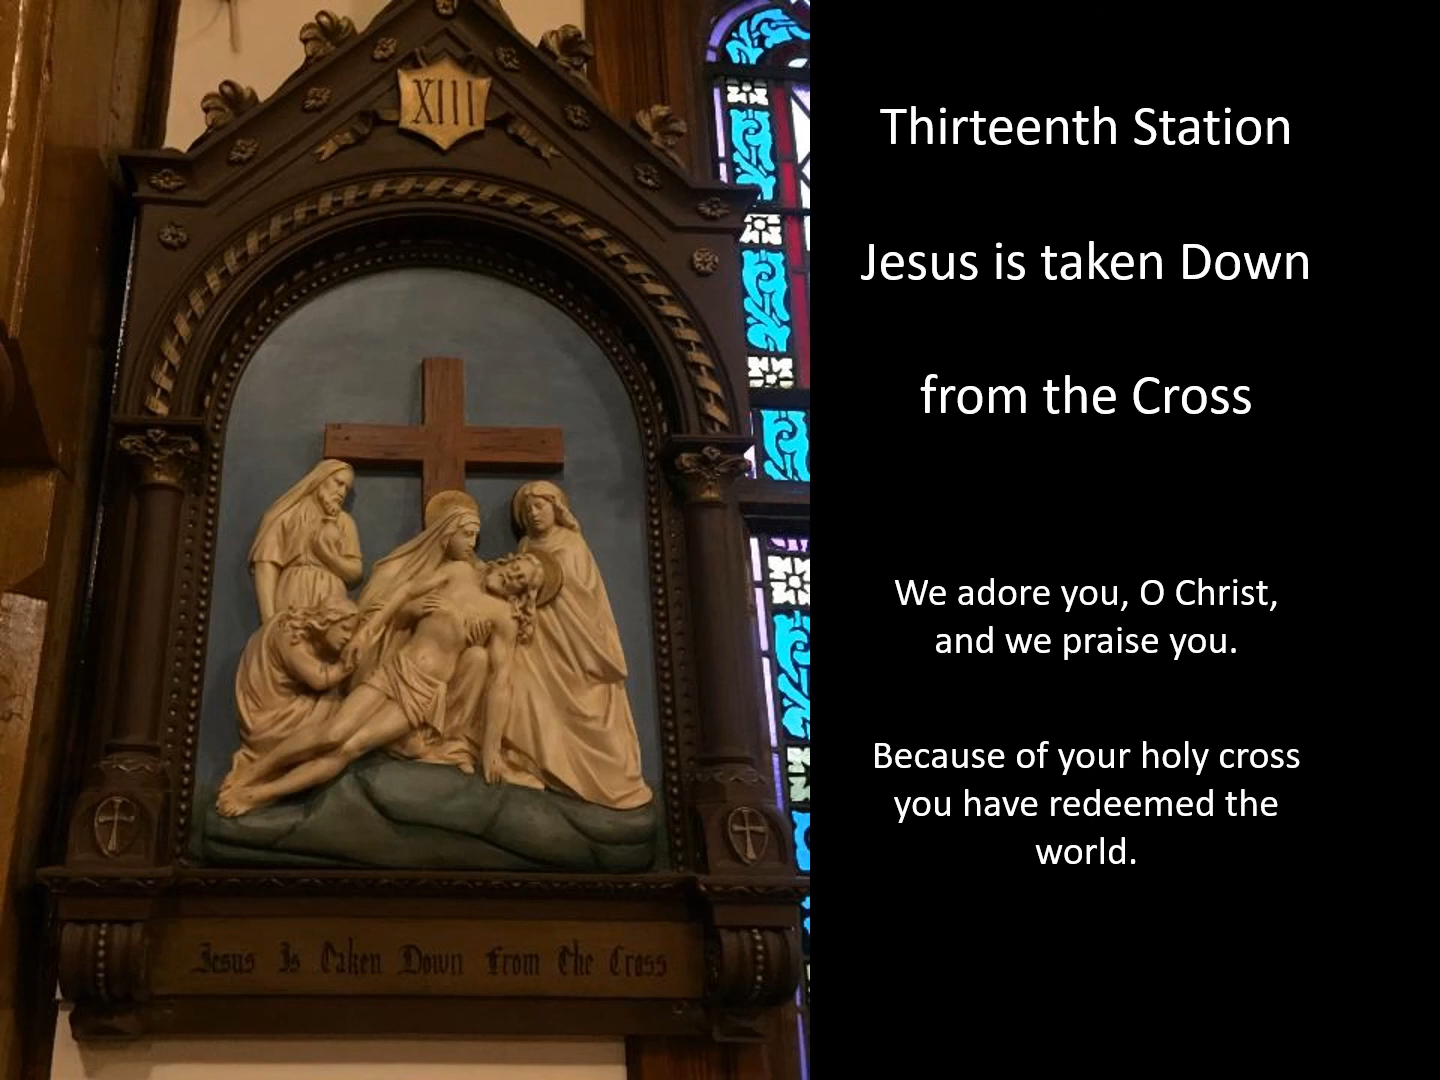 XIII
Jesus Is Taken Down From The Cross
Thirteenth Station
Jesus is taken Down
from the Cross
We adore you, O Christ,
and we praise you.
Because of your holy cross
you have redeemed the
world.